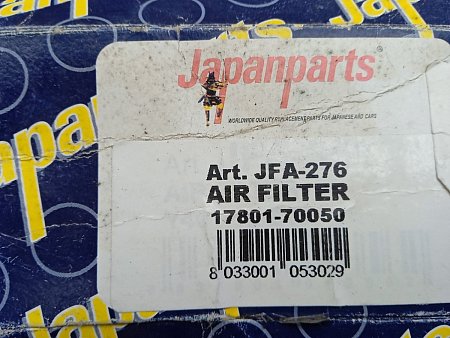 Japanparts
WORLDWIDE QUALITY REPLACEMENT PARTS FOR JAPANESE AND CARS
Art. JFA-276
AIR FILTER
17801-70050
8 033001 053029
Japanparts